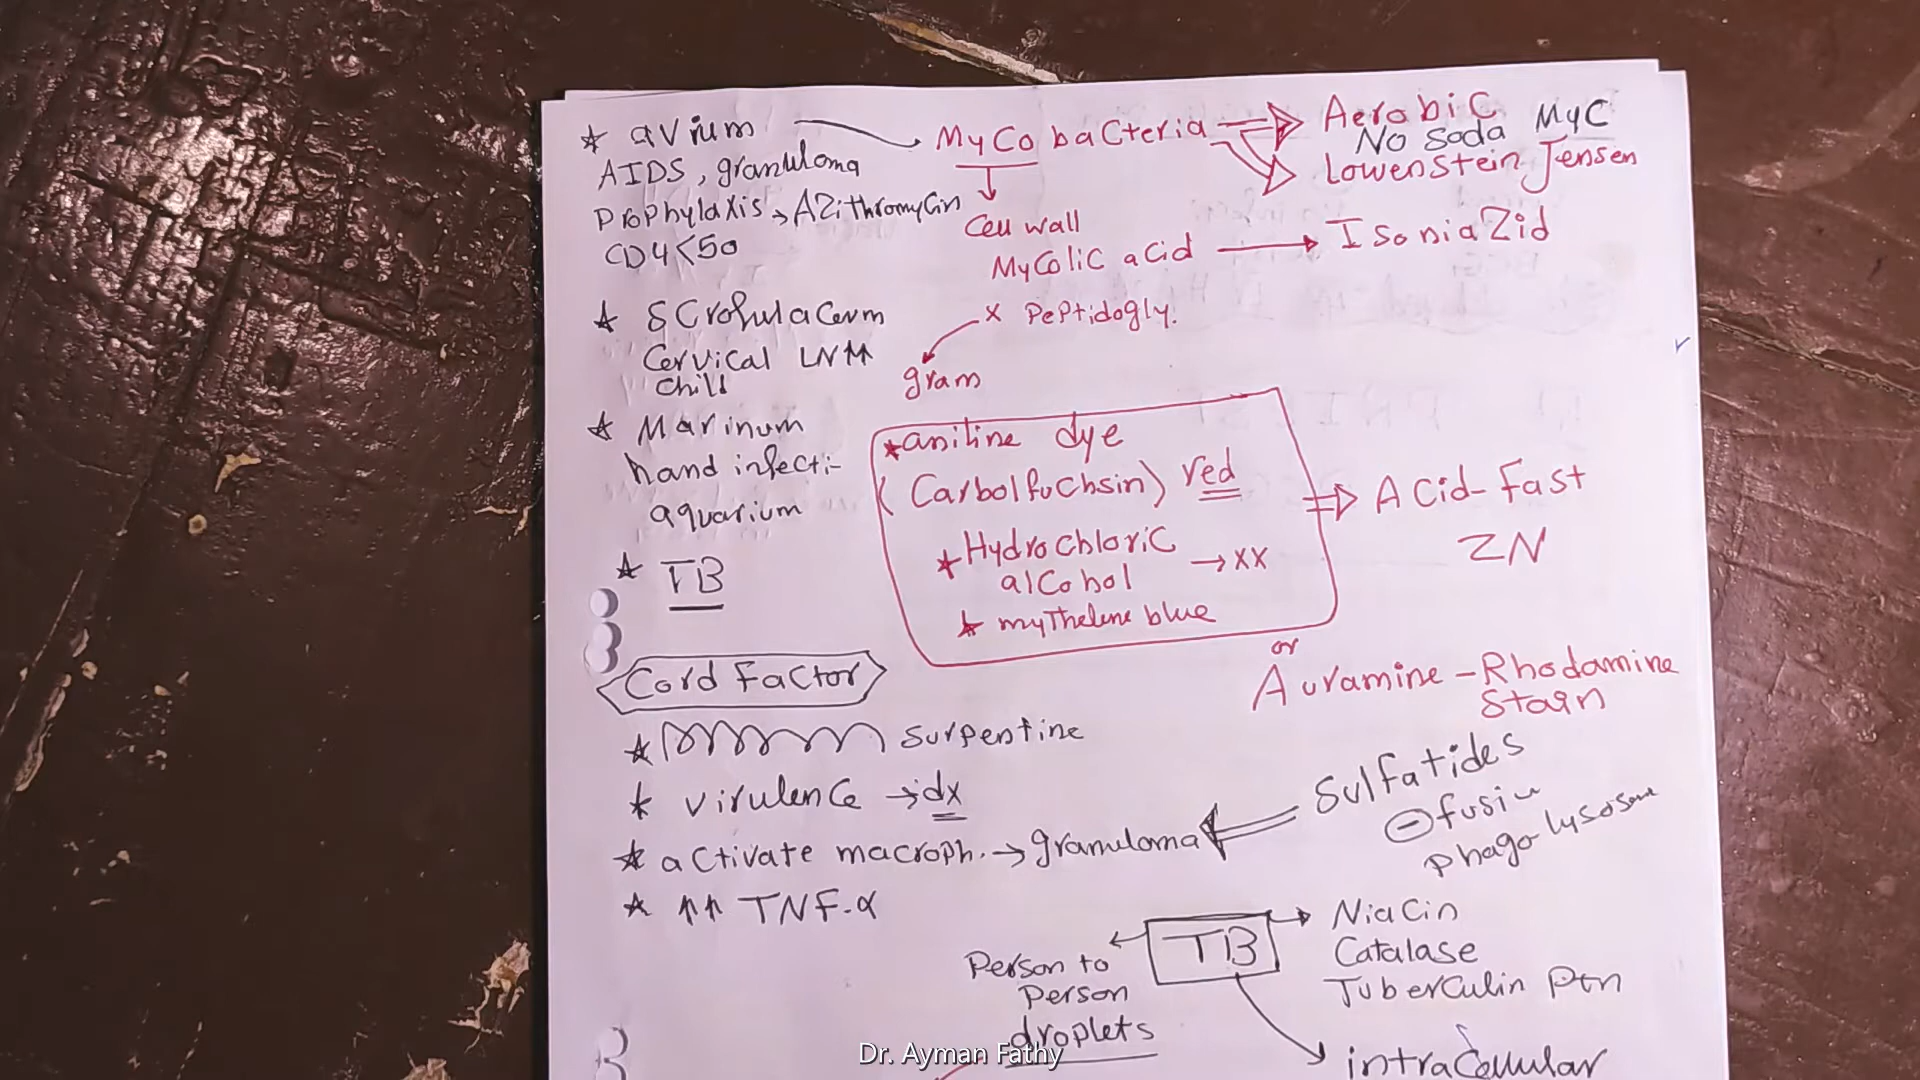 * avium
AIDS, granuloma
Prophylaxis → AZithromycin
CD4<50
* SCrofulaceum
Cervical LNM
Chill
* Marinum
hand infecti-
aquarium
* TB
MyCobaCteria
AerobiC
No Soda MyC
Lowenstein Jensen
Cell wall
MyColiC acid → IsoniaZid
x Peptidogly.
gram
*aniline dye
(Carbolfuchsin) red
* HydrochloriC → xx
alCohol
* mythelene blue
ACid-Fast
ZN
or
Auramine - Rhodamine
Stain
Cord FaCtor
* surpentine
* virulence → dx
* aCtivate macroph. → granuloma
* ↑↑ TNF-α
Sulfatides
⊖ fusi
phagolysosome
TB
Person to
Person
droplets
NiaCin
Catalase
TuberCulin Ptn
intraCellular
Dr. Ayman Fathy